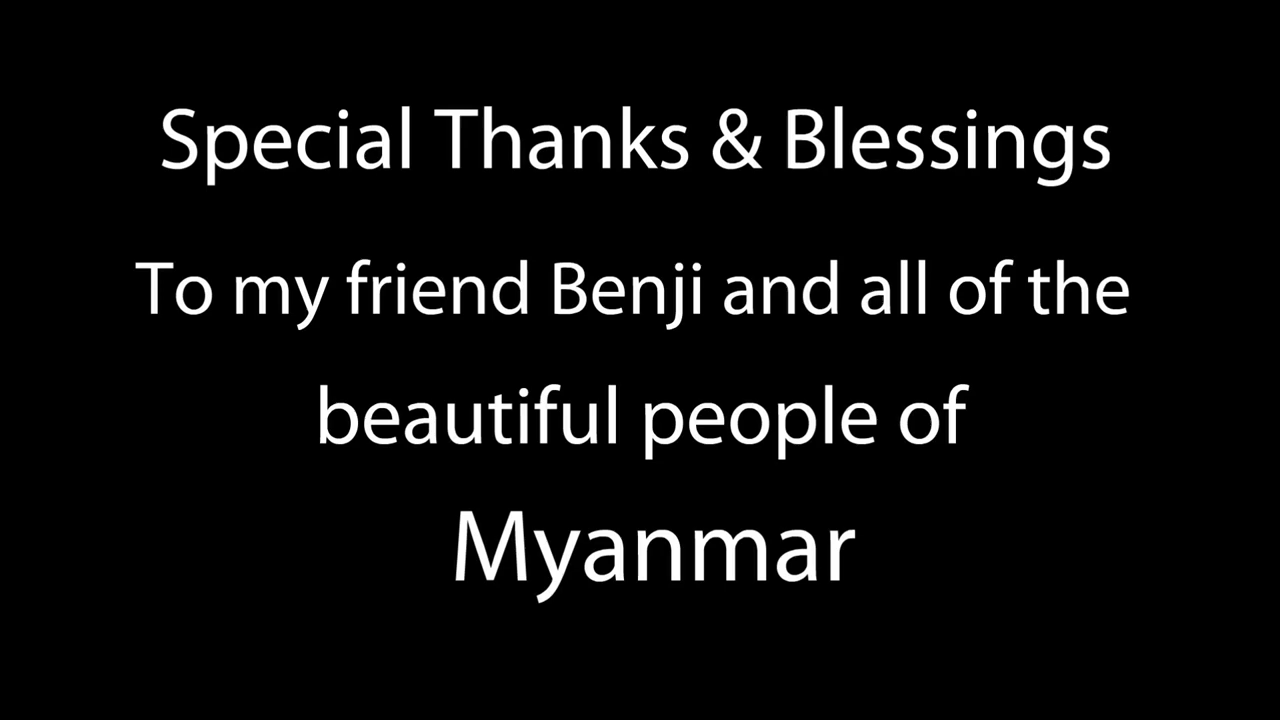 Special Thanks & Blessings
To my friend Benji and all of the
beautiful people of
Myanmar